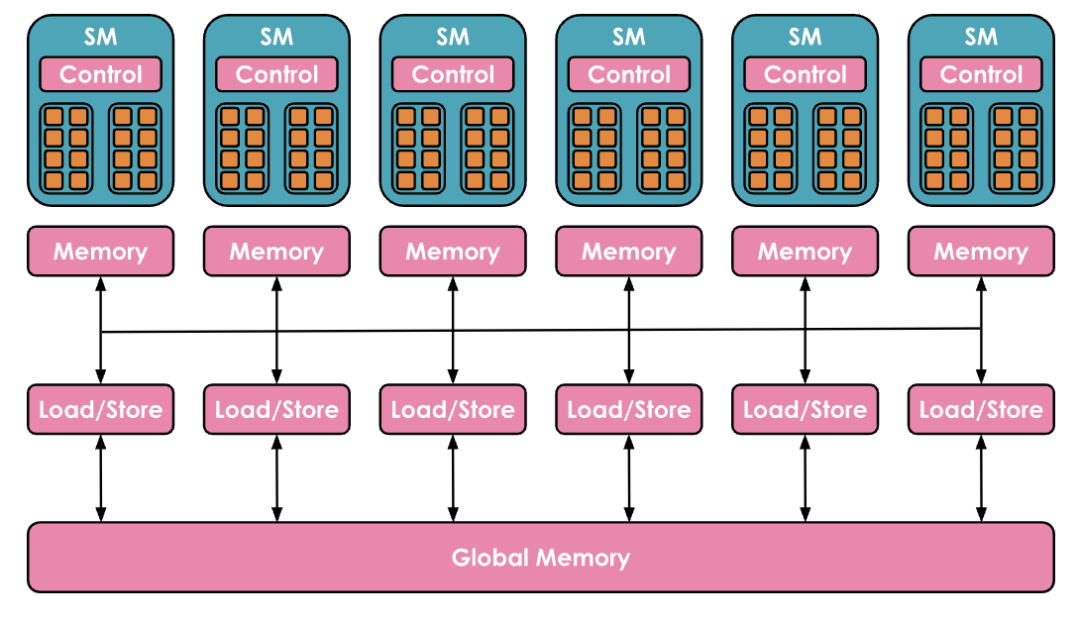 SM SM SM SM SM SM
Control Control Control Control Control Control
Memory Memory Memory Memory Memory Memory
Load/Store Load/Store Load/Store Load/Store Load/Store Load/Store
Global Memory